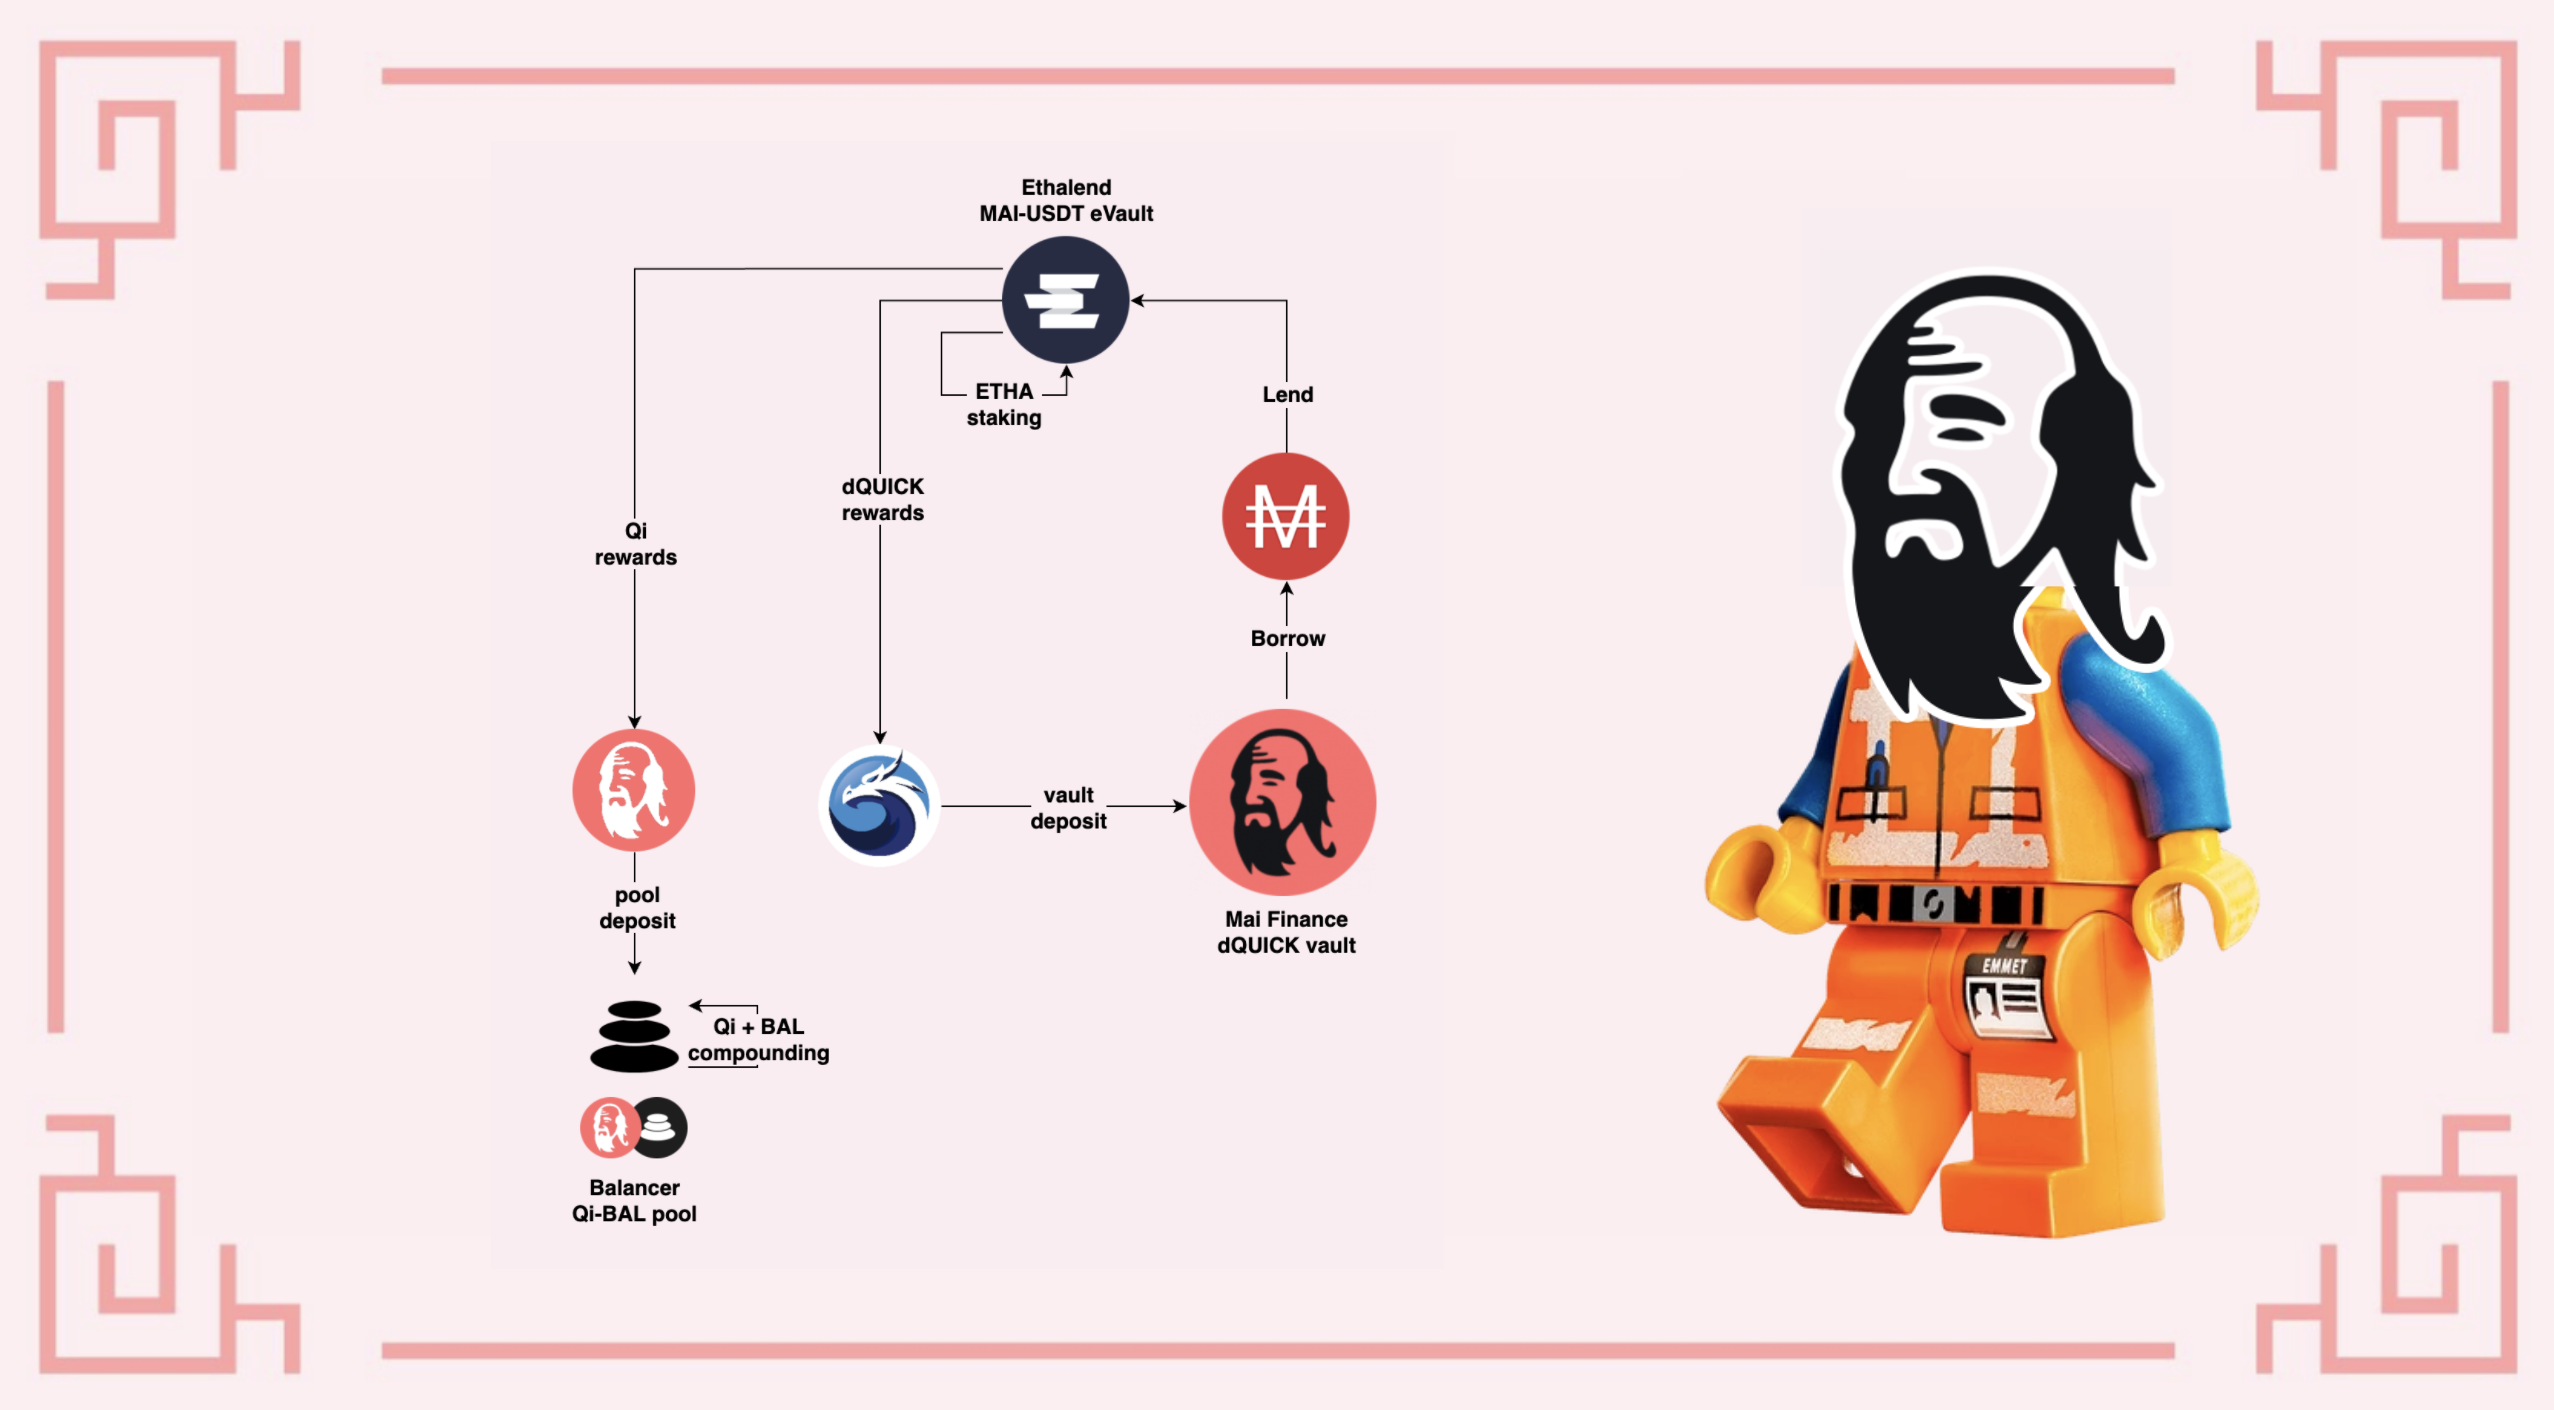 Ethalend
MAI-USDT eVault
ETHA
staking
Lend
dQUICK
rewards
Qi
rewards
Borrow
vault
deposit
pool
deposit
Mai Finance
dQUICK vault
Qi + BAL
compounding
Balancer
Qi-BAL pool
EMMET